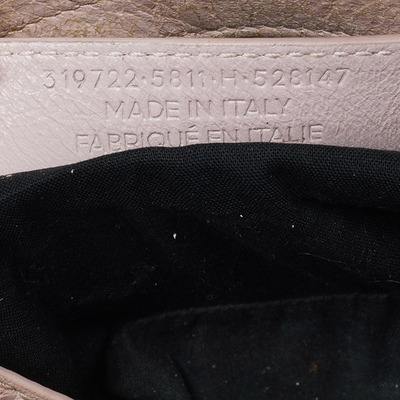 319722·5811·H·528147
MADE IN ITALY
FABRIQUÉ EN ITALIE